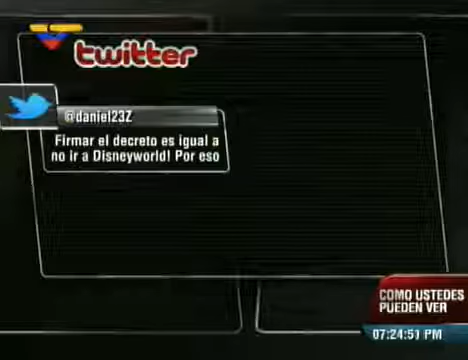 twitter
@daniel23Z
Firmar el decreto es igual a
no ir a Disneyworld! Por eso
COMO USTEDES
PUEDEN VER
07:24:51 PM